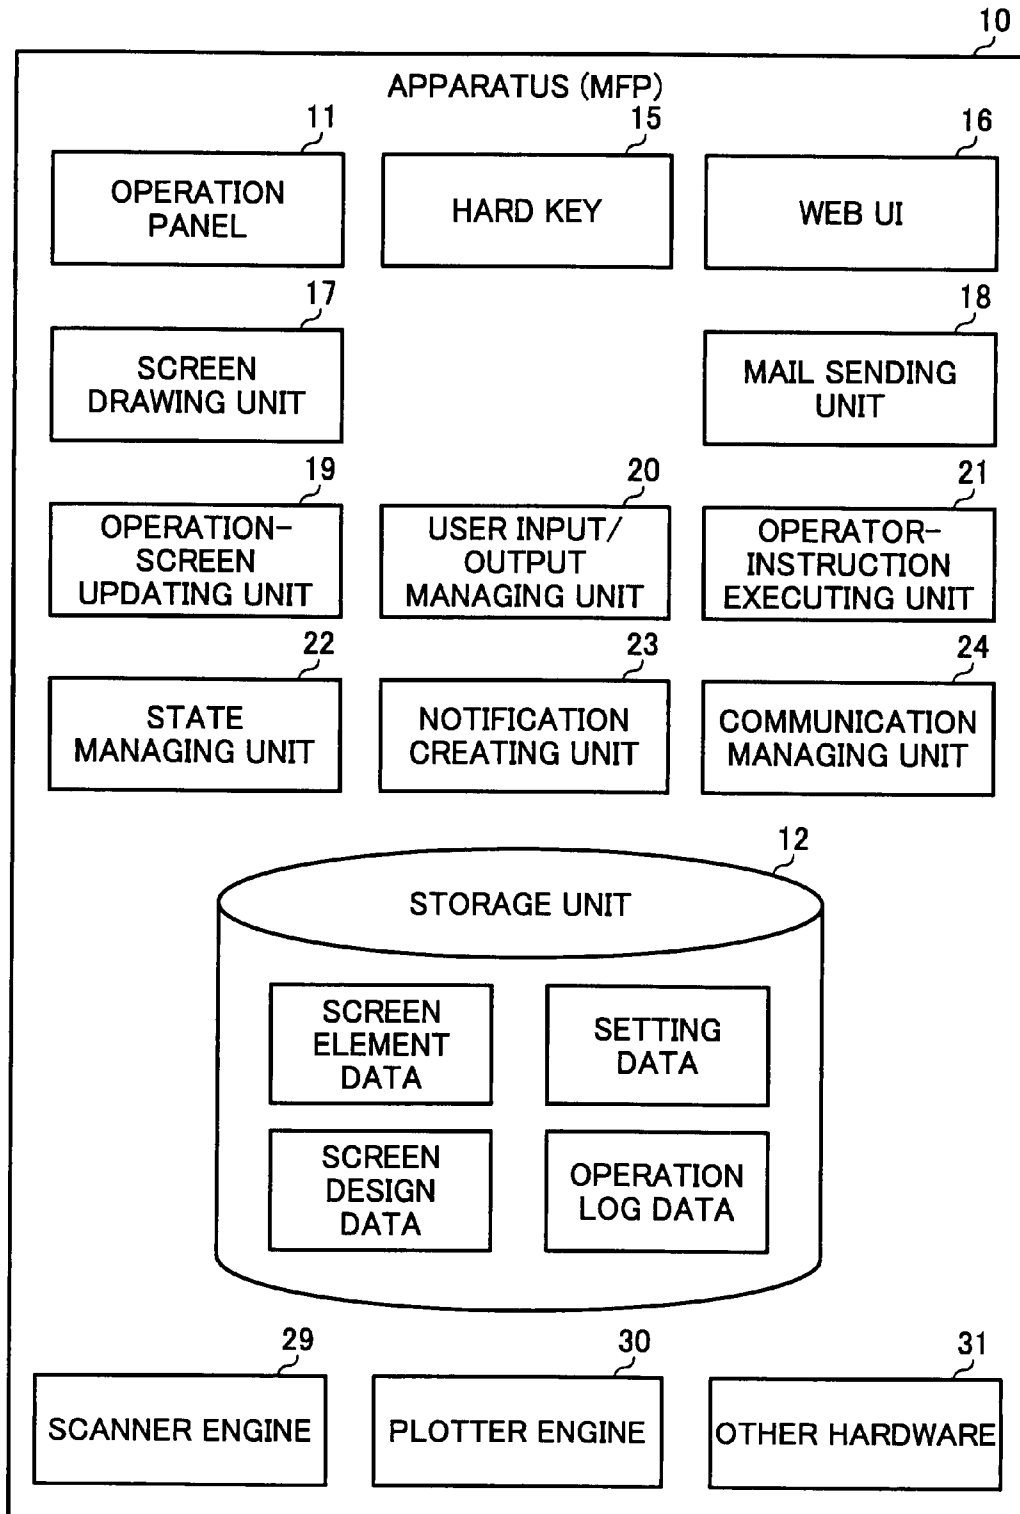 10
APPARATUS (MFP)
11
15
16
OPERATION
PANEL
HARD KEY
WEB UI
17
18
SCREEN
DRAWING UNIT
MAIL SENDING
UNIT
19
20
21
OPERATION-
SCREEN
UPDATING UNIT
USER INPUT/
OUTPUT
MANAGING UNIT
OPERATOR-
INSTRUCTION
EXECUTING UNIT
22
23
24
STATE
MANAGING UNIT
NOTIFICATION
CREATING UNIT
COMMUNICATION
MANAGING UNIT
12
STORAGE UNIT
SCREEN
ELEMENT
DATA
SETTING
DATA
SCREEN
DESIGN
DATA
OPERATION
LOG DATA
29
30
31
SCANNER ENGINE
PLOTTER ENGINE
OTHER HARDWARE